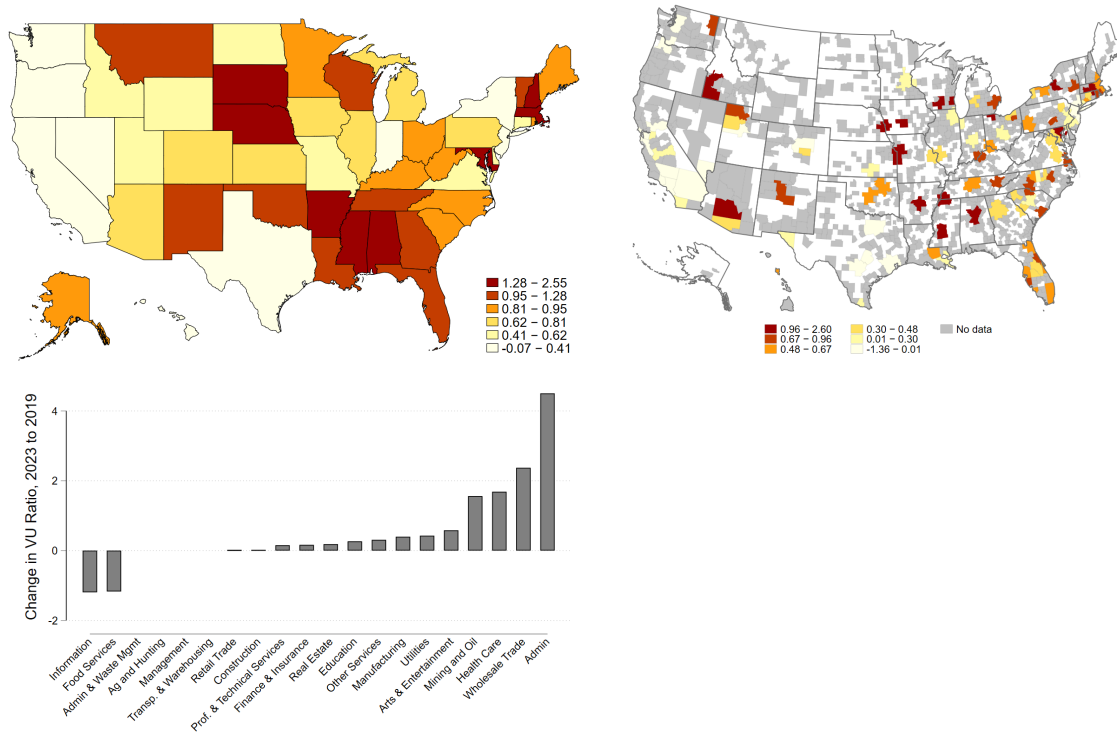 1.28 − 2.55
0.95 − 1.28
0.81 − 0.95
0.62 − 0.81
0.41 − 0.62
-0.07 − 0.41
0.96 − 2.60
0.67 − 0.96
0.48 − 0.67
0.30 − 0.48
0.01 − 0.30
-1.36 − 0.01
No data
Change in VU Ratio, 2023 to 2019
4
2
0
-2
Information
Food Services
Admin & Waste Mgmt
Ag and Hunting
Management
Transp. & Warehousing
Retail Trade
Construction
Prof. & Technical Services
Finance & Insurance
Real Estate
Education
Other Services
Manufacturing
Utilities
Arts & Entertainment
Mining and Oil
Health Care
Wholesale Trade
Admin